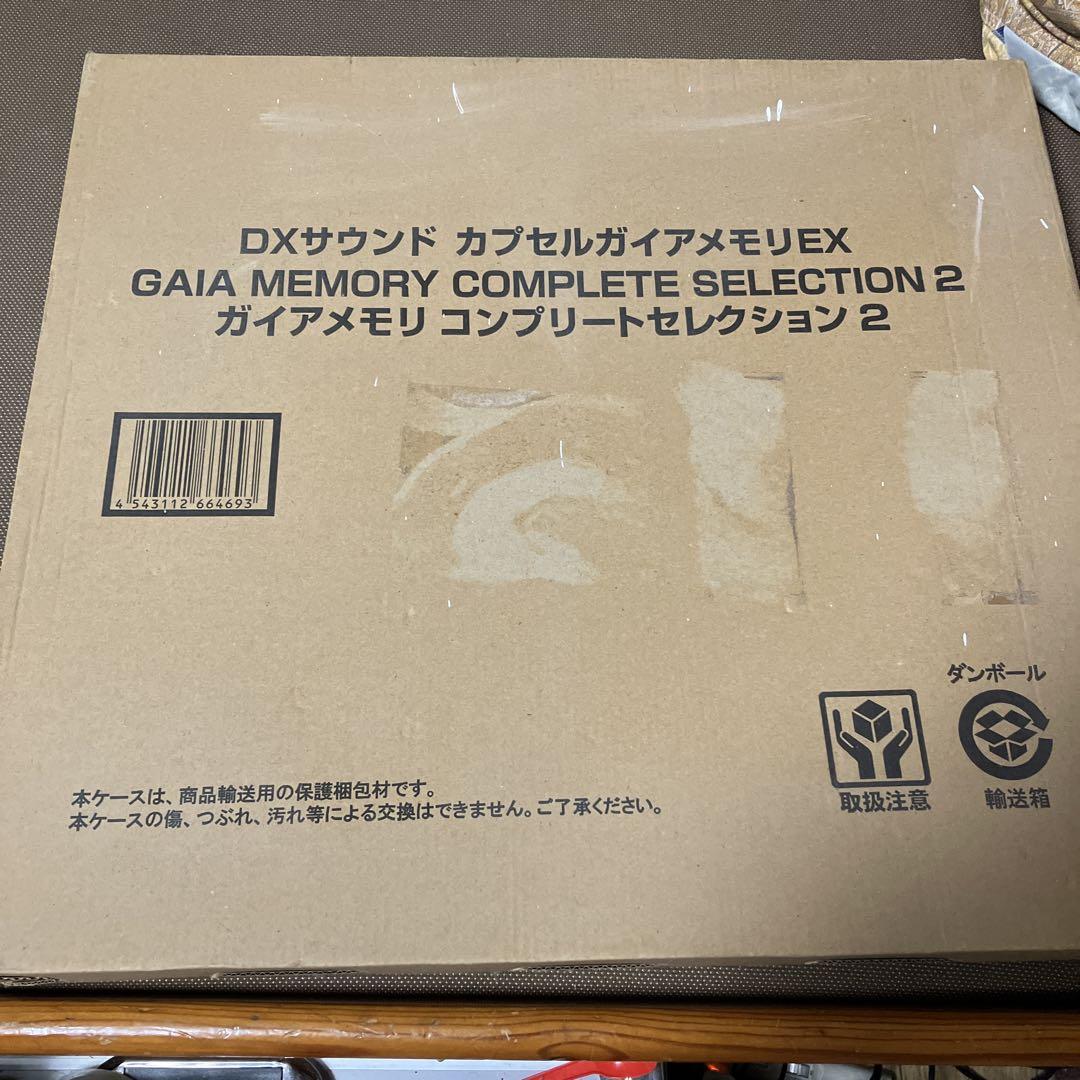 DXサウンド カプセルガイアメモリEX
GAIA MEMORY COMPLETE SELECTION 2
ガイアメモリ コンプリートセレクション 2
4 543112 664693
ダンボール
取扱注意
輸送箱
本ケースは、商品輸送用の保護梱包材です。
本ケースの傷、つぶれ、汚れ等による交換はできません。ご了承ください。